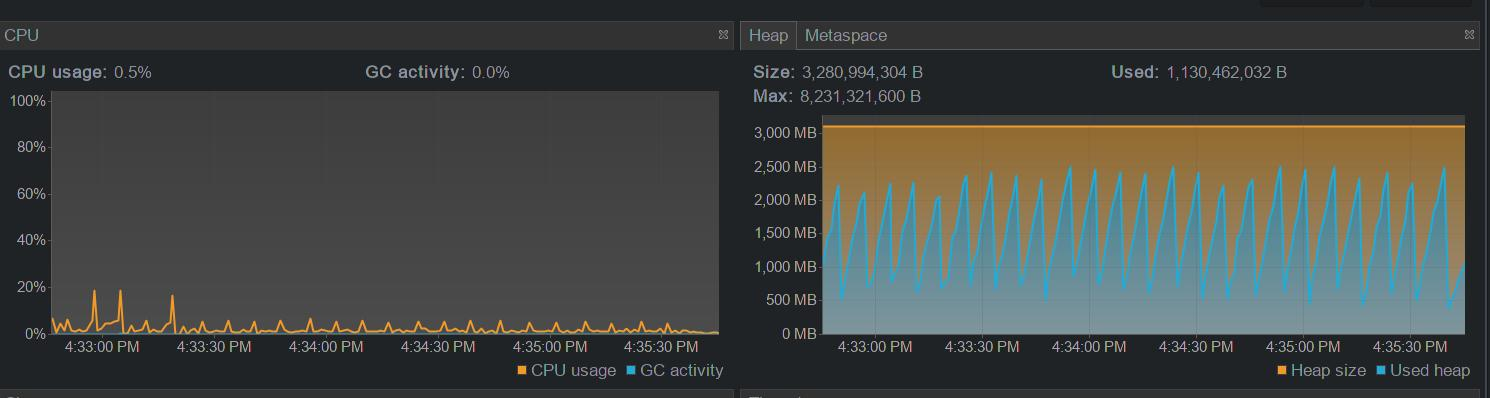 CPU
CPU usage: 0.5%
GC activity: 0.0%
100%
80%
60%
40%
20%
0%
4:33:00 PM
4:33:30 PM
4:34:00 PM
4:34:30 PM
4:35:00 PM
4:35:30 PM
CPU usage
GC activity
Heap
Metaspace
Size: 3,280,994,304 B
Used: 1,130,462,032 B
Max: 8,231,321,600 B
3,000 MB
2,500 MB
2,000 MB
1,500 MB
1,000 MB
500 MB
0 MB
4:33:00 PM
4:33:30 PM
4:34:00 PM
4:34:30 PM
4:35:00 PM
4:35:30 PM
Heap size
Used heap